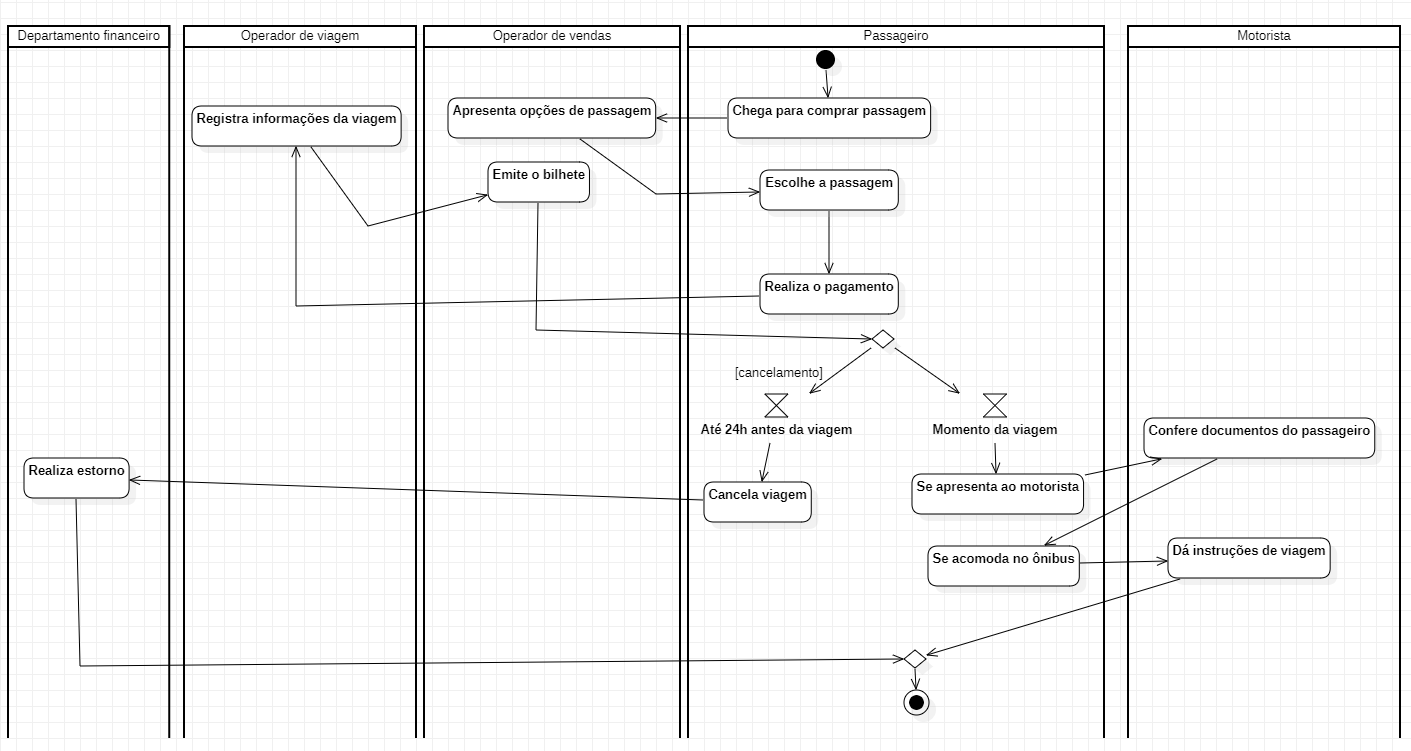 Departamento financeiro
Operador de viagem
Operador de vendas
Passageiro
Motorista
Registra informações da viagem
Apresenta opções de passagem
Chega para comprar passagem
Emite o bilhete
Escolhe a passagem
Realiza o pagamento
[cancelamento]
Até 24h antes da viagem
Momento da viagem
Confere documentos do passageiro
Realiza estorno
Cancela viagem
Se apresenta ao motorista
Se acomoda no ônibus
Dá instruções de viagem